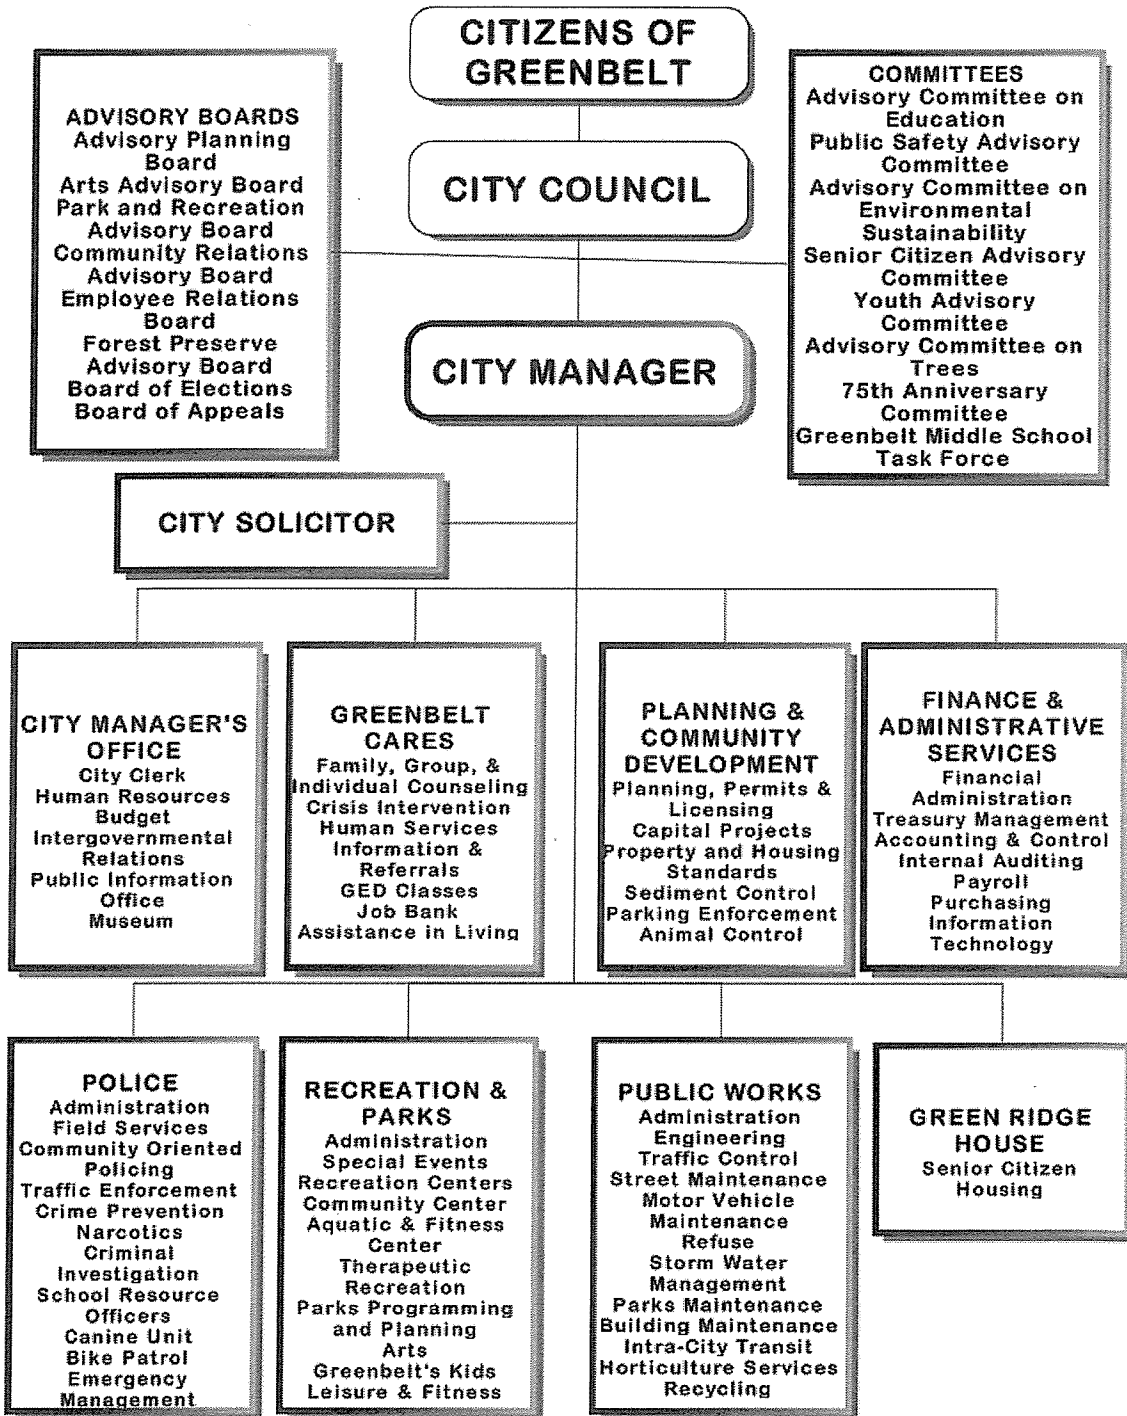 CITIZENS OF
GREENBELT
ADVISORY BOARDS
Advisory Planning
Board
Arts Advisory Board
Park and Recreation
Advisory Board
Community Relations
Advisory Board
Employee Relations
Board
Forest Preserve
Advisory Board
Board of Elections
Board of Appeals
CITY COUNCIL
COMMITTEES
Advisory Committee on
Education
Public Safety Advisory
Committee
Advisory Committee on
Environmental
Sustainability
Senior Citizen Advisory
Committee
Youth Advisory
Committee
Advisory Committee on
Trees
75th Anniversary
Committee
Greenbelt Middle School
Task Force
CITY MANAGER
CITY SOLICITOR
CITY MANAGER'S
OFFICE
City Clerk
Human Resources
Budget
Intergovernmental
Relations
Public Information
Office
Museum
GREENBELT
CARES
Family, Group, &
Individual Counseling
Crisis Intervention
Human Services
Information &
Referrals
GED Classes
Job Bank
Assistance in Living
PLANNING &
COMMUNITY
DEVELOPMENT
Planning, Permits &
Licensing
Capital Projects
Property and Housing
Standards
Sediment Control
Parking Enforcement
Animal Control
FINANCE &
ADMINISTRATIVE
SERVICES
Financial
Administration
Treasury Management
Accounting & Control
Internal Auditing
Payroll
Purchasing
Information
Technology
POLICE
Administration
Field Services
Community Oriented
Policing
Traffic Enforcement
Crime Prevention
Narcotics
Criminal
Investigation
School Resource
Officers
Canine Unit
Bike Patrol
Emergency
Management
RECREATION &
PARKS
Administration
Special Events
Recreation Centers
Community Center
Aquatic & Fitness
Center
Therapeutic
Recreation
Parks Programming
and Planning
Arts
Greenbelt's Kids
Leisure & Fitness
PUBLIC WORKS
Administration
Engineering
Traffic Control
Street Maintenance
Motor Vehicle
Maintenance
Refuse
Storm Water
Management
Parks Maintenance
Building Maintenance
Intra-City Transit
Horticulture Services
Recycling
GREEN RIDGE
HOUSE
Senior Citizen
Housing